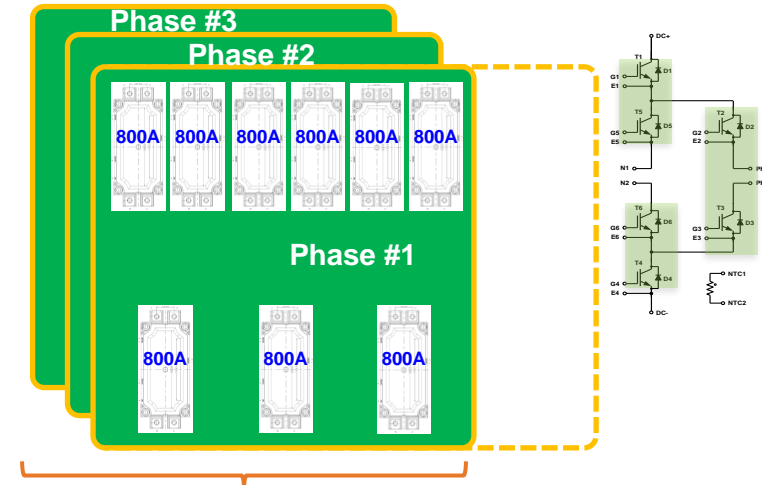 Phase #3
Phase #2
800A 800A 800A 800A 800A 800A
Phase #1
800A 800A 800A
DC+
T1
D1
G1
E1
T5
D5
G5
E5
T2
D2
G2
E2
N1
N2
T6
D6
G6
E6
T3
D3
G3
E3
T4
D4
G4
E4
NTC1
NTC2
DC-